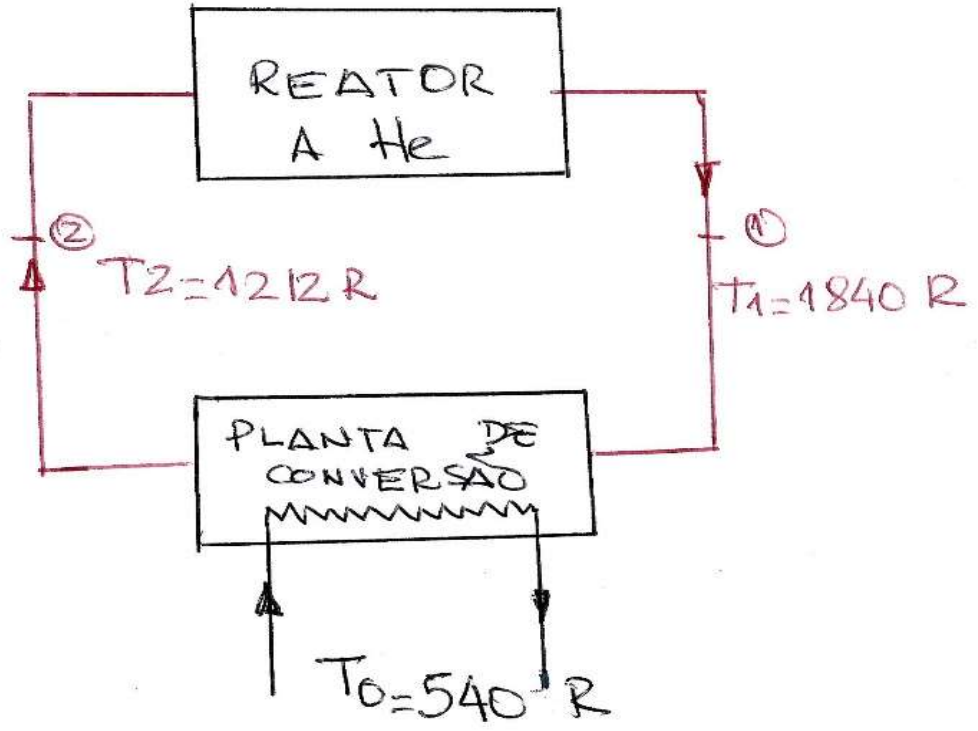 REATOR
A He
②
T2=1212 R
①
T1=1840 R
PLANTA DE
CONVERSÃO
T0=540 R